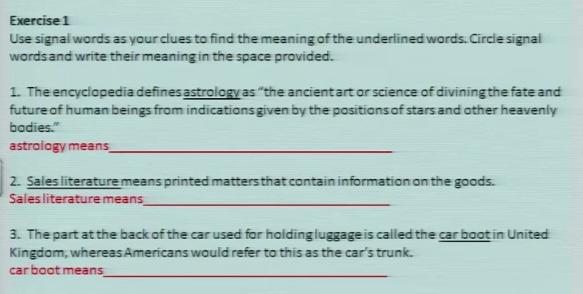 Exercise 1
Use signal words as your clues to find the meaning of the underlined words. Circle signal
words and write their meaning in the space provided.
1. The encyclopedia defines astrology as “the ancient art or science of divining the fate and
future of human beings from indications given by the positions of stars and other heavenly
bodies.”
astrology means
2. Sales literature means printed matters that contain information on the goods.
Sales literature means
3. The part at the back of the car used for holding luggage is called the car boot in United
Kingdom, whereas Americans would refer to this as the car's trunk.
car boot means